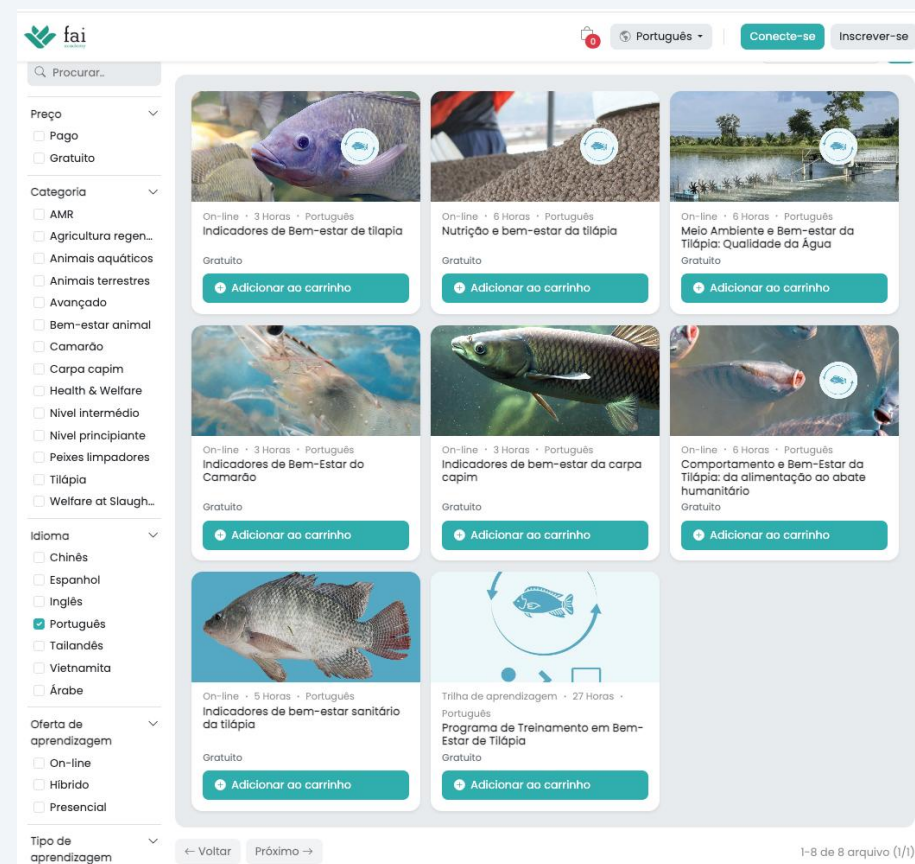 fai
academy
0
Português
Conecte-se
Inscrever-se
Procurar..
Preço
Pago
Gratuito
Categoria
AMR
Agricultura regen...
Animais aquáticos
Animais terrestres
Avançado
Bem-estar animal
Camarão
Carpa capim
Health & Welfare
Nivel intermédio
Nivel principiante
Peixes limpadores
Tilápia
Welfare at Slaugh...
Idioma
Chinês
Espanhol
Inglês
Português
Tailandês
Vietnamita
Árabe
Oferta de
aprendizagem
On-line
Híbrido
Presencial
Tipo de
aprendizagem
On-line · 3 Horas · Português
Indicadores de Bem-estar de tilapia
Gratuito
Adicionar ao carrinho
On-line · 6 Horas · Português
Nutrição e bem-estar da tilápia
Gratuito
Adicionar ao carrinho
On-line · 6 Horas · Português
Meio Ambiente e Bem-estar da
Tilápia: Qualidade da Água
Gratuito
Adicionar ao carrinho
On-line · 3 Horas · Português
Indicadores de Bem-Estar do
Camarão
Gratuito
Adicionar ao carrinho
On-line · 3 Horas · Português
Indicadores de bem-estar da carpa
capim
Gratuito
Adicionar ao carrinho
On-line · 6 Horas · Português
Comportamento e Bem-Estar da
Tilápia: da alimentação ao abate
humanitário
Gratuito
Adicionar ao carrinho
On-line · 5 Horas · Português
Indicadores de bem-estar sanitário
da tilápia
Gratuito
Adicionar ao carrinho
Trilha de aprendizagem · 27 Horas ·
Português
Programa de Treinamento em Bem-
Estar de Tilápia
Gratuito
Adicionar ao carrinho
← Voltar
Próximo →
1-8 de 8 arquivo (1/1)